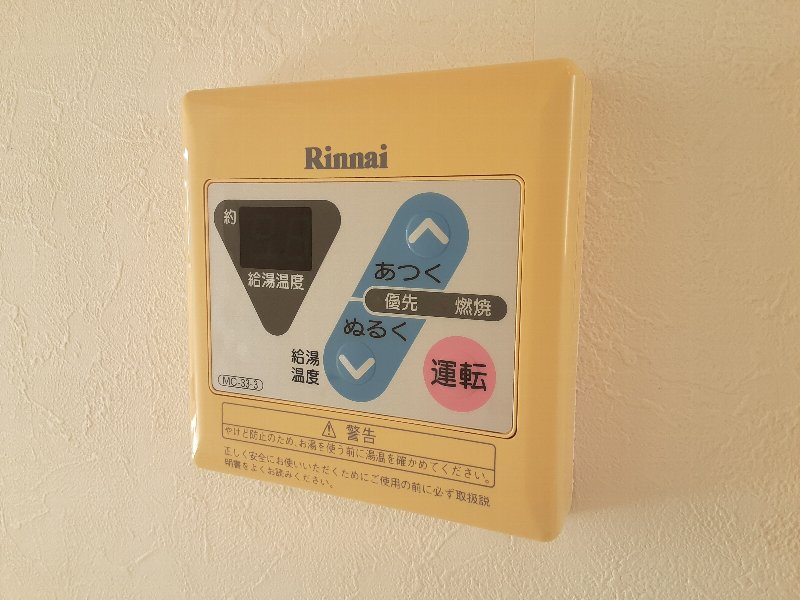 Rinnai
約
給湯温度
あつく
優先 燃焼
ぬるく
給湯
温度
運転
MC-33-3
警告
やけど防止のため、お湯を使う前に湯温を確かめてください。
正しく安全にお使いいただくためにご使用の前に必ず取扱説
明書をよくお読みください。